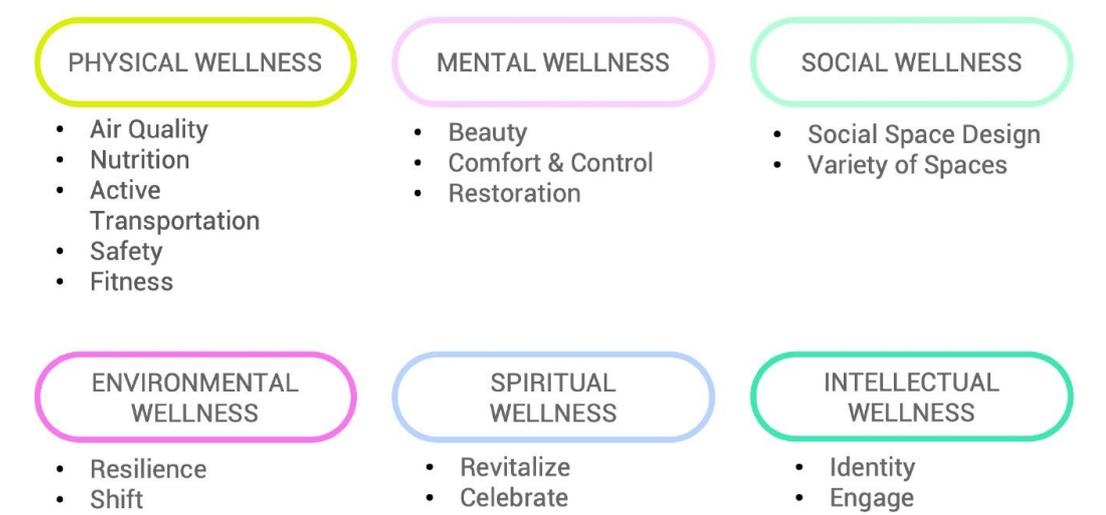 PHYSICAL WELLNESS
• Air Quality
• Nutrition
• Active
Transportation
• Safety
• Fitness
MENTAL WELLNESS
• Beauty
• Comfort & Control
• Restoration
SOCIAL WELLNESS
• Social Space Design
• Variety of Spaces
ENVIRONMENTAL
WELLNESS
• Resilience
• Shift
SPIRITUAL
WELLNESS
• Revitalize
• Celebrate
INTELLECTUAL
WELLNESS
• Identity
• Engage